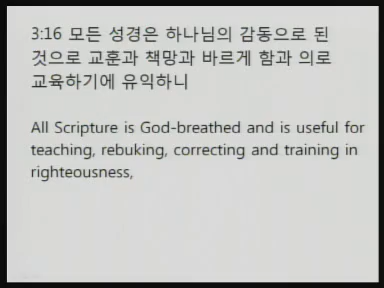 3:16 모든 성경은 하나님의 감동으로 된
것으로 교훈과 책망과 바르게 함과 의로
교육하기에 유익하니
All Scripture is God-breathed and is useful for
teaching, rebuking, correcting and training in
righteousness,